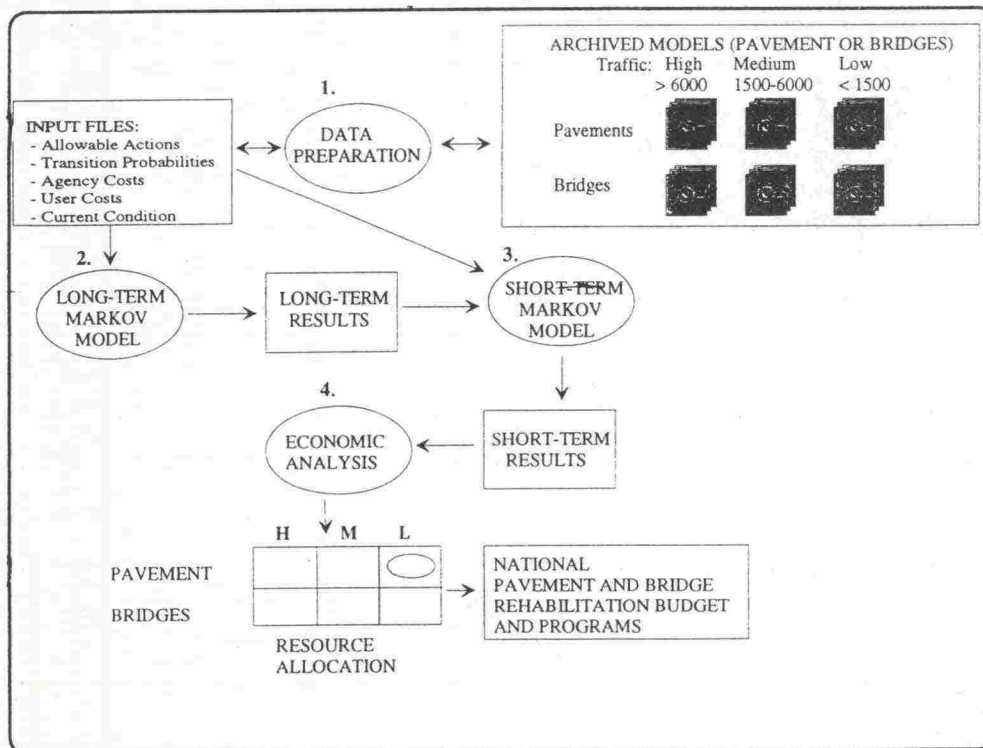 ARCHIVED MODELS (PAVEMENT OR BRIDGES)
Traffic: High Medium Low
> 6000 1500-6000 < 1500
Pavements
Bridges
1.
DATA
PREPARATION
INPUT FILES:
- Allowable Actions
- Transition Probabilities
- Agency Costs
- User Costs
- Current Condition
2.
LONG-TERM
MARKOV
MODEL
LONG-TERM
RESULTS
3.
SHORT-TERM
MARKOV
MODEL
4.
ECONOMIC
ANALYSIS
SHORT-TERM
RESULTS
H M L
PAVEMENT
BRIDGES
RESOURCE
ALLOCATION
NATIONAL
PAVEMENT AND BRIDGE
REHABILITATION BUDGET
AND PROGRAMS